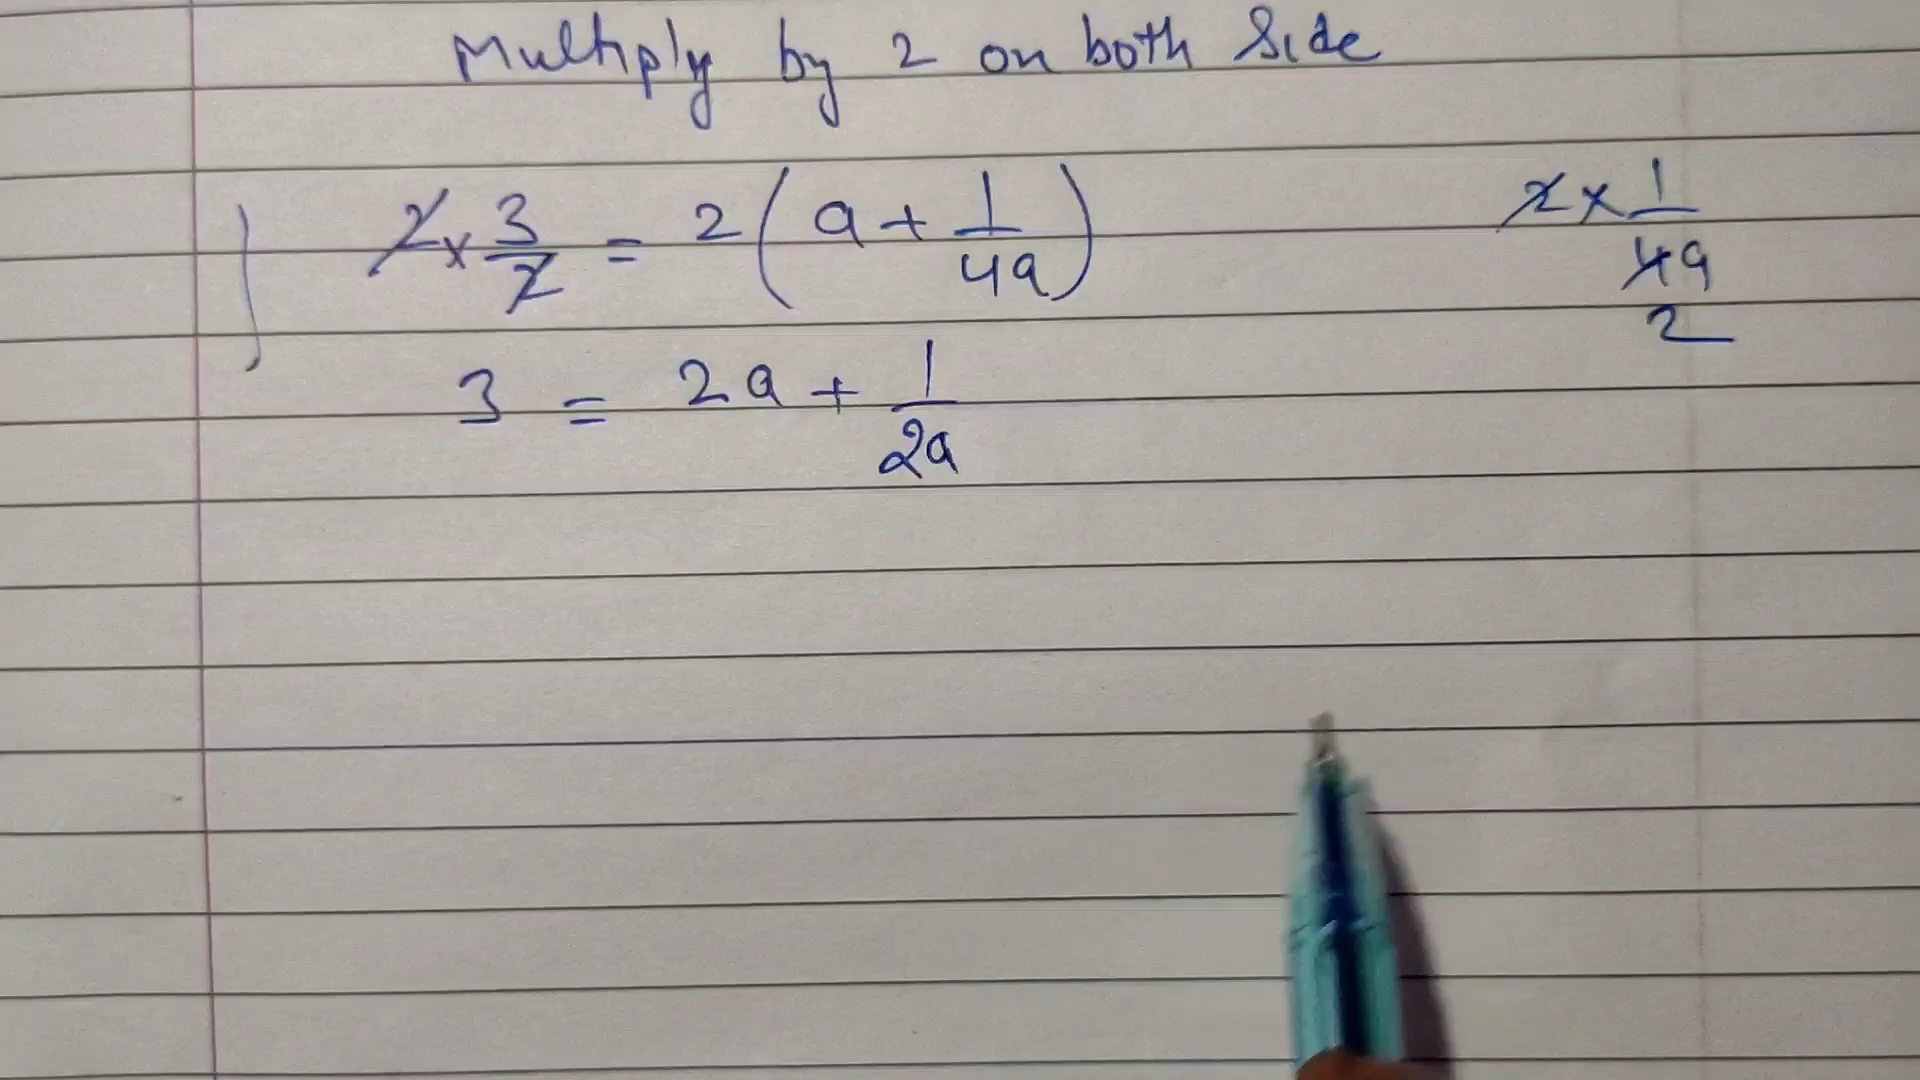 Multiply by 2 on both Side
2 × 3/2 = 2 ( a + 1/4a )
2 × 1/4a
2
3 = 2a + 1/2a